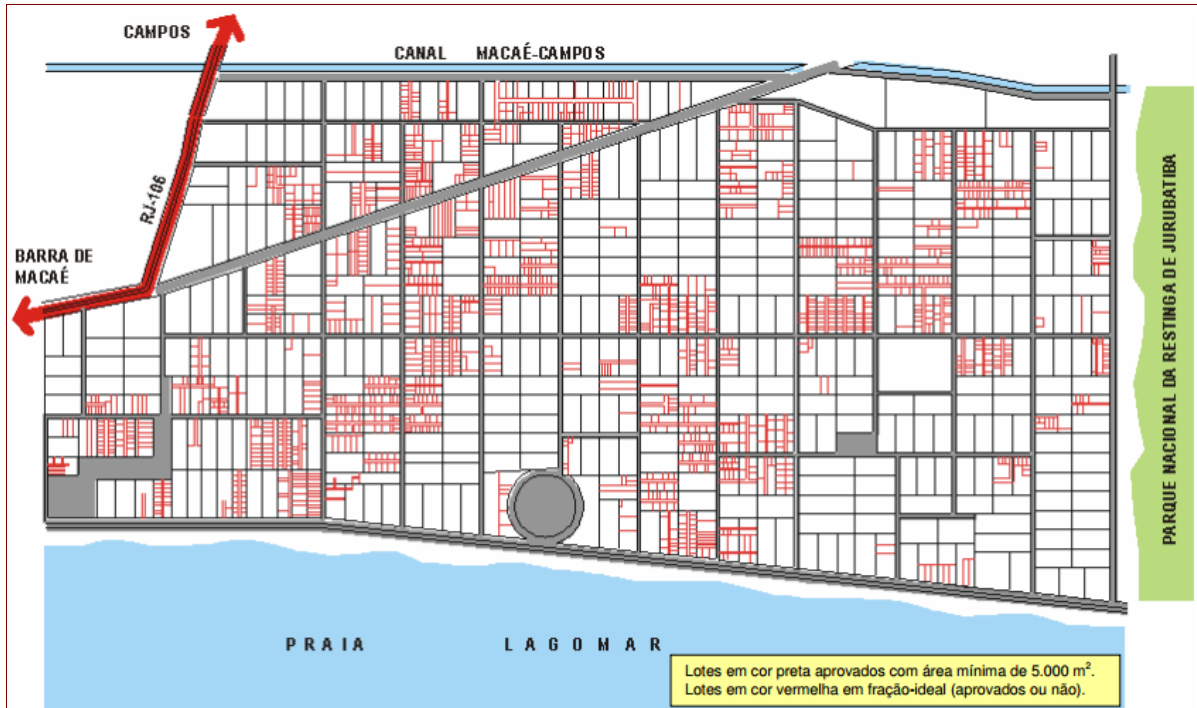 CAMPOS
CANAL MACAÉ-CAMPOS
RJ-106
BARRA DE
MACAÉ
PARQUE NACIONAL DA RESTINGA DE JURUBATIBA
PRAIA LAGOMAR
Lotes em cor preta aprovados com área mínima de 5.000 m².
Lotes em cor vermelha em fração-ideal (aprovados ou não).